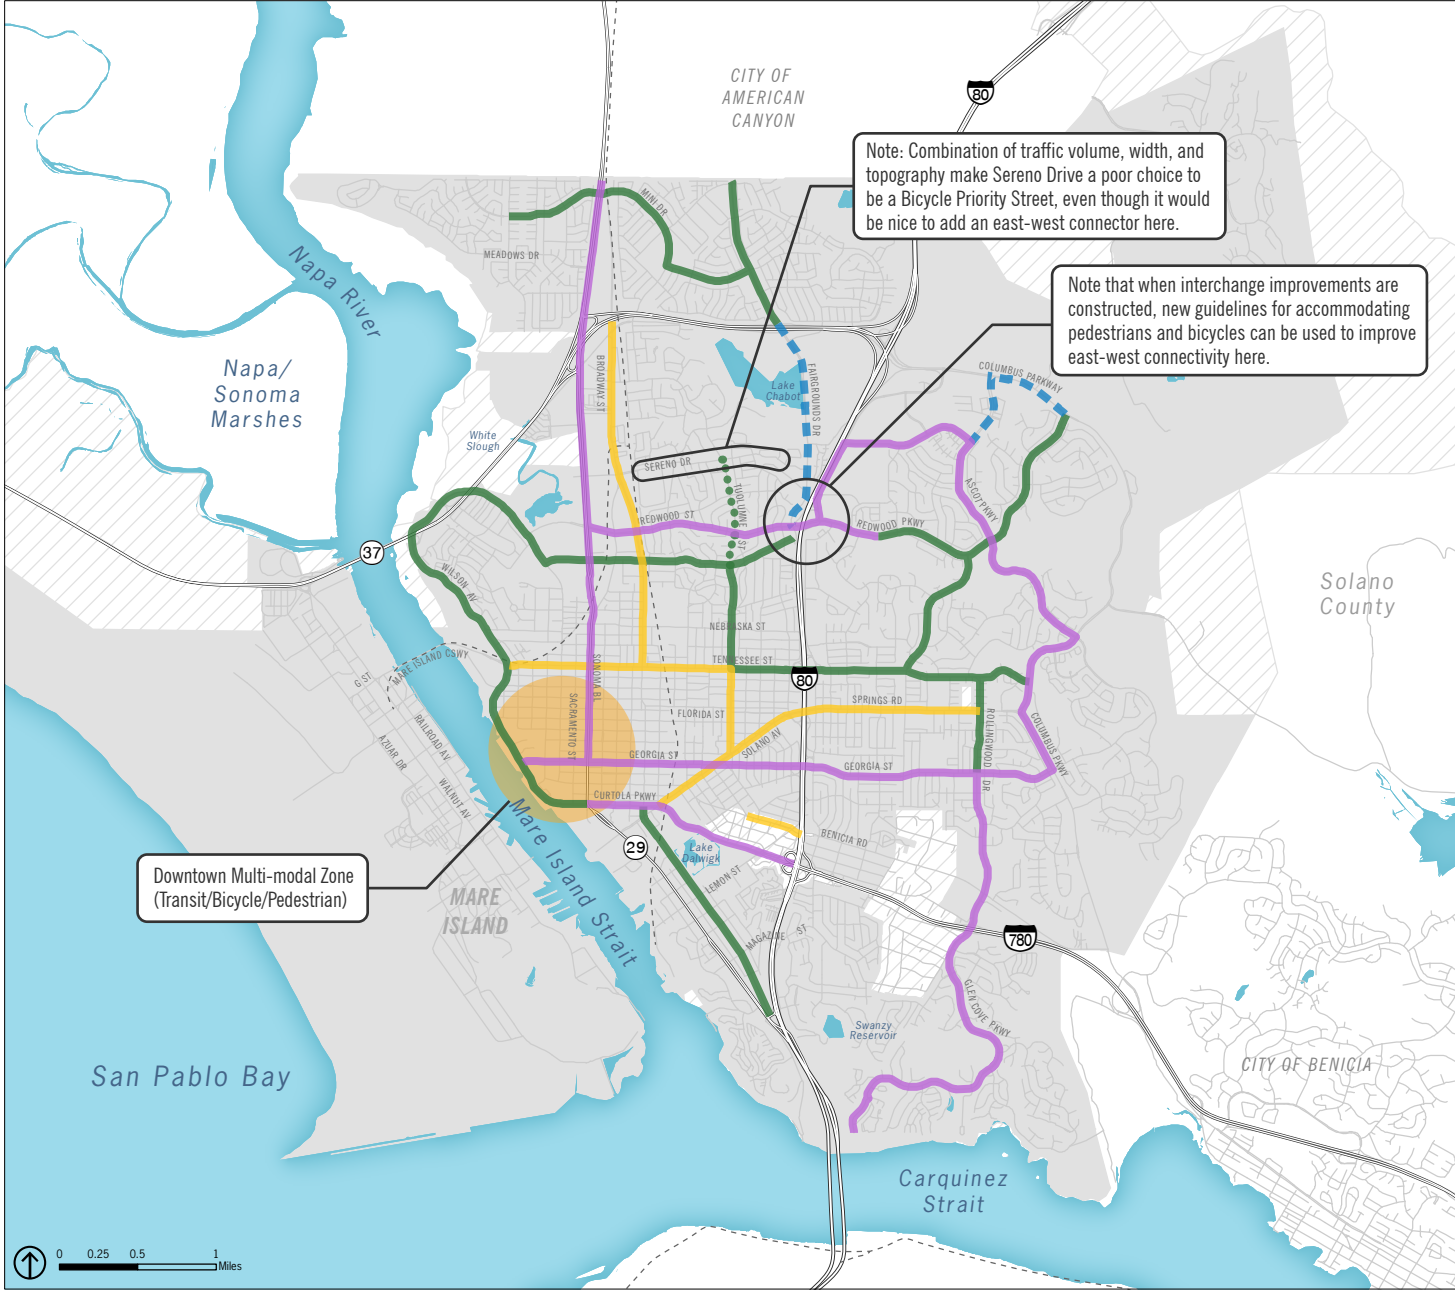 CITY OF
AMERICAN
CANYON
80
Note: Combination of traffic volume, width, and
topography make Sereno Drive a poor choice to
be a Bicycle Priority Street, even though it would
be nice to add an east-west connector here.
Note that when interchange improvements are
constructed, new guidelines for accommodating
pedestrians and bicycles can be used to improve
east-west connectivity here.
MINI DR
MEADOWS DR
Napa River
Napa/
Sonoma
Marshes
BROADWAY ST
Lake
Chabot
FAIRGROUNDS DR
COLUMBUS PARKWAY
White
Slough
SERENO DR
TUOLUMNE ST
REDWOOD ST
REDWOOD PKWY
ASCOT PKWY
37
WILSON AV
Solano
County
NEBRASKA ST
TENNESSEE ST
MARE ISLAND CSWY
G ST
SONOMA BL
SACRAMENTO ST
80
SPRINGS RD
FLORIDA ST
SOLANO AV
ROLLINGWOOD DR
COLUMBUS PKWY
RAILROAD AV
AZUAR DR
WALNUT AV
GEORGIA ST
GEORGIA ST
CURTOLA PKWY
BENICIA RD
29
Lake
Dalwigk
LEMON ST
MAGAZINE ST
Downtown Multi-modal Zone
(Transit/Bicycle/Pedestrian)
MARE
ISLAND
Mare Island Strait
780
GLEN COVE PKWY
Swanzy
Reservoir
San Pablo Bay
CITY OF BENICIA
Carquinez
Strait
0 0.25 0.5 1
Miles